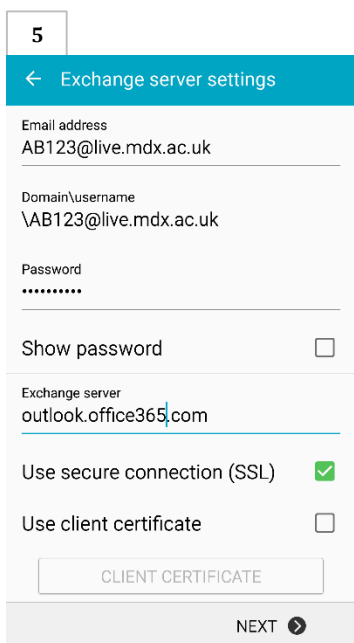 5
Exchange server settings
Email address
AB123@live.mdx.ac.uk
Domain\username
\AB123@live.mdx.ac.uk
Password
••••••••••
Show password
Exchange server
outlook.office365.com
Use secure connection (SSL)
Use client certificate
CLIENT CERTIFICATE
NEXT